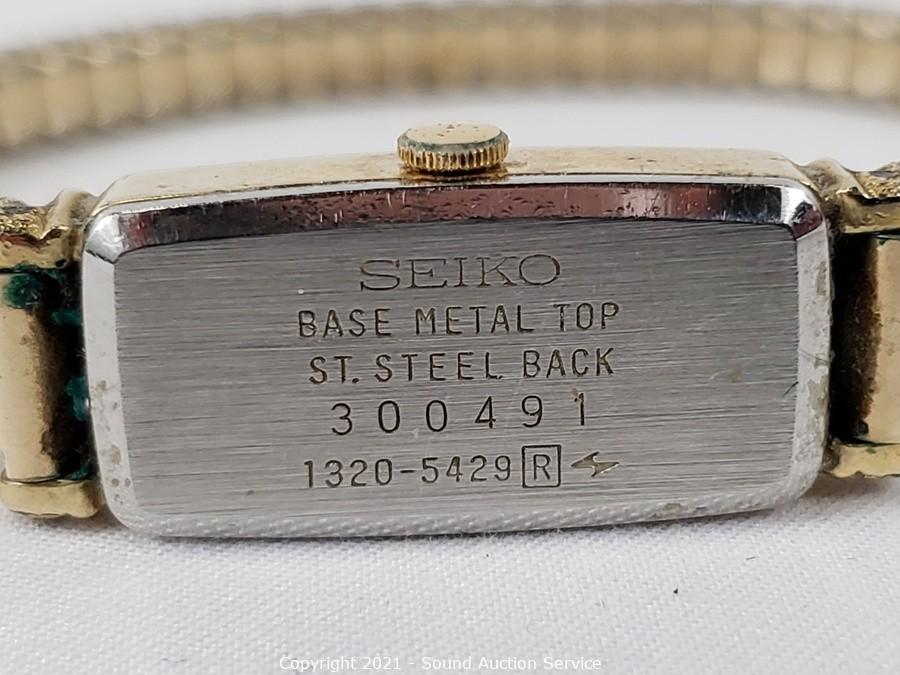 SEIKO
BASE METAL TOP
ST. STEEL BACK
300491
1320-5429 R
Copyright 2021 - Sound Auction Service